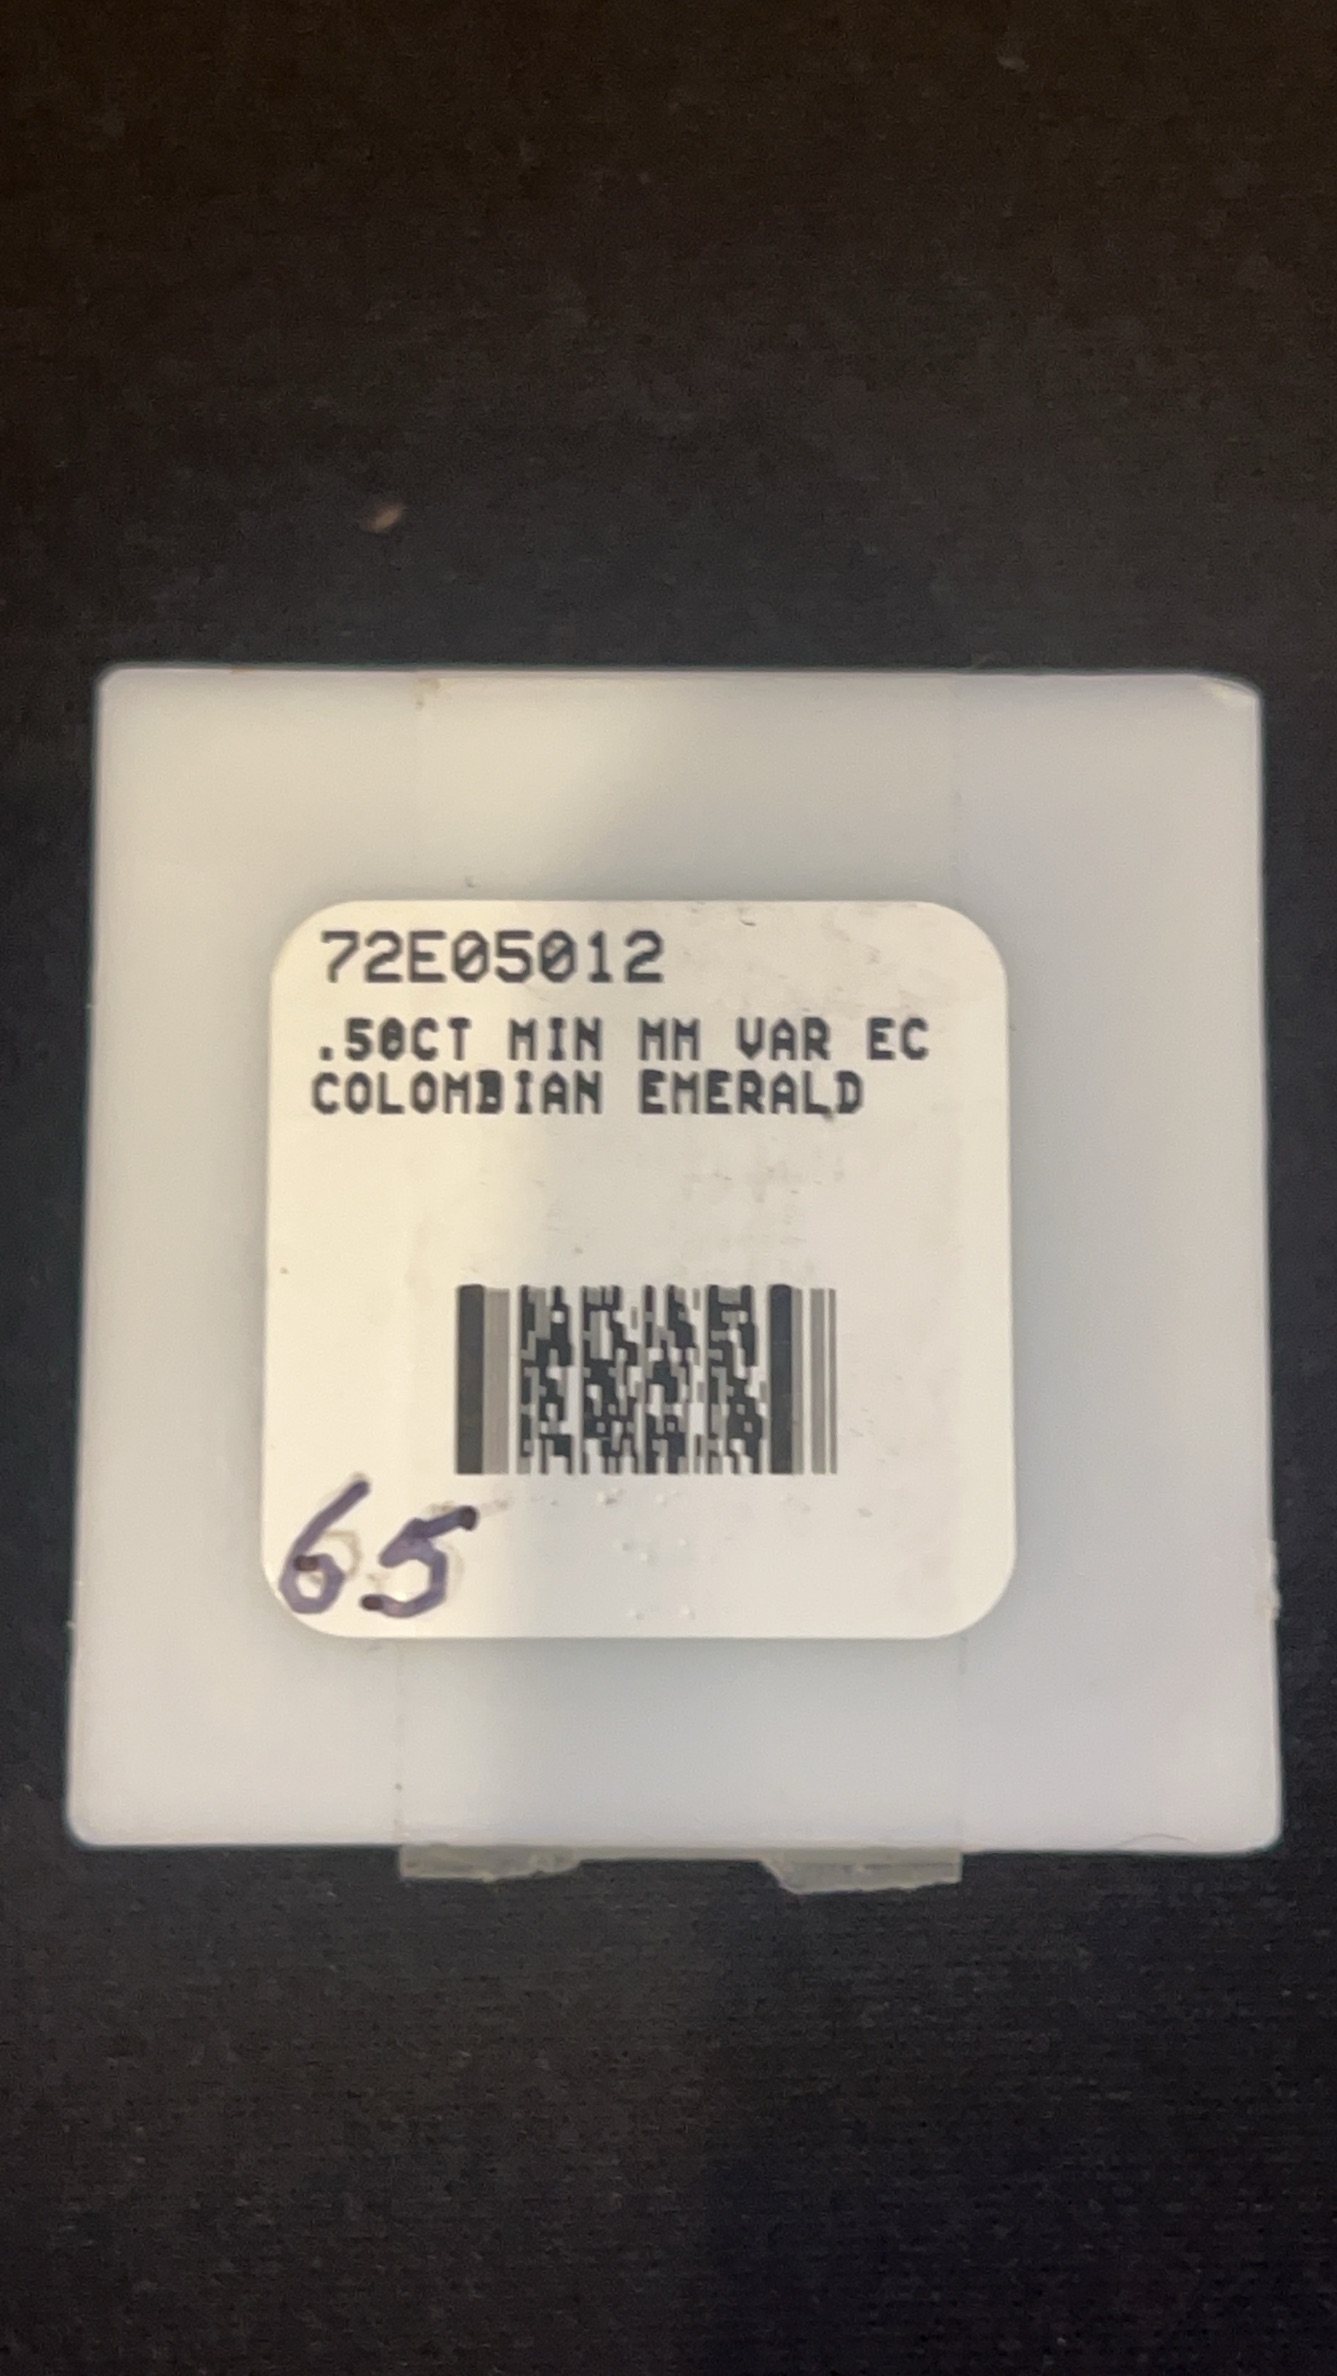 72E05012
.50CT MIN MM VAR EC
COLOMBIAN EMERALD
65